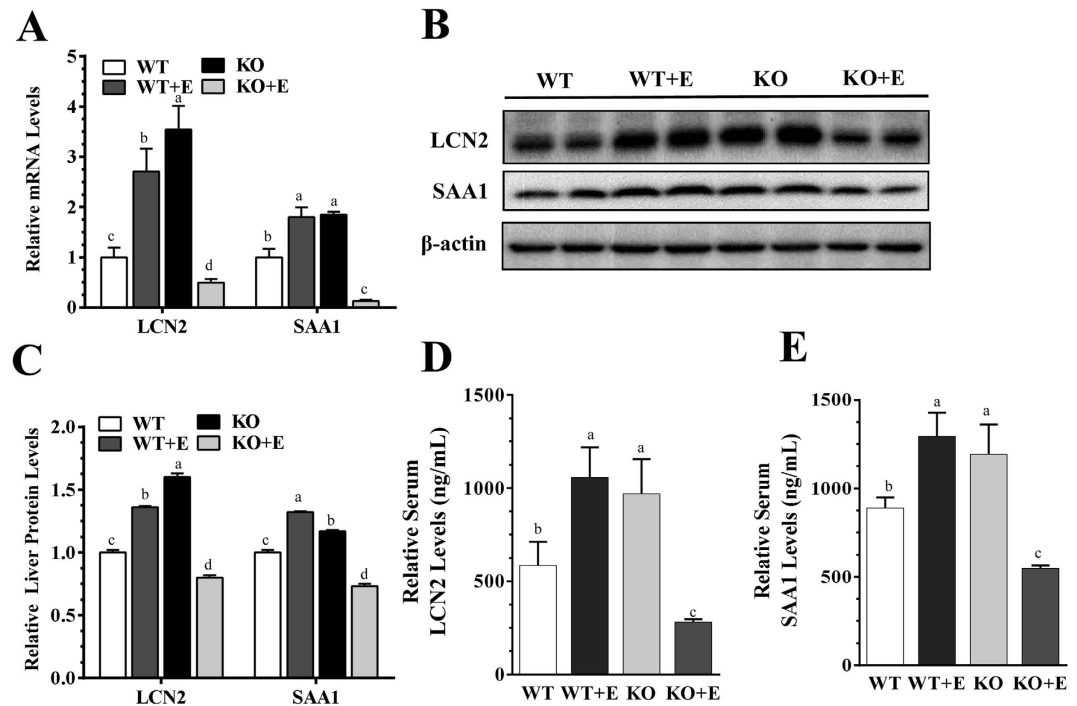 A
Relative mRNA Levels
5
4
3
2
1
0
WT
KO
WT+E
KO+E
c
b
a
d
b
a
a
c
LCN2
SAA1
B
WT
WT+E
KO
KO+E
LCN2
SAA1
β-actin
C
Relative Liver Protein Levels
2.0
1.5
1.0
0.5
0.0
WT
KO
WT+E
KO+E
c
b
a
d
c
a
b
d
LCN2
SAA1
D
Relative Serum
LCN2 Levels (ng/mL)
1500
1000
500
0
b
a
a
c
WT
WT+E
KO
KO+E
E
Relative Serum
SAA1 Levels (ng/mL)
1500
1000
500
0
b
a
a
c
WT
WT+E
KO
KO+E